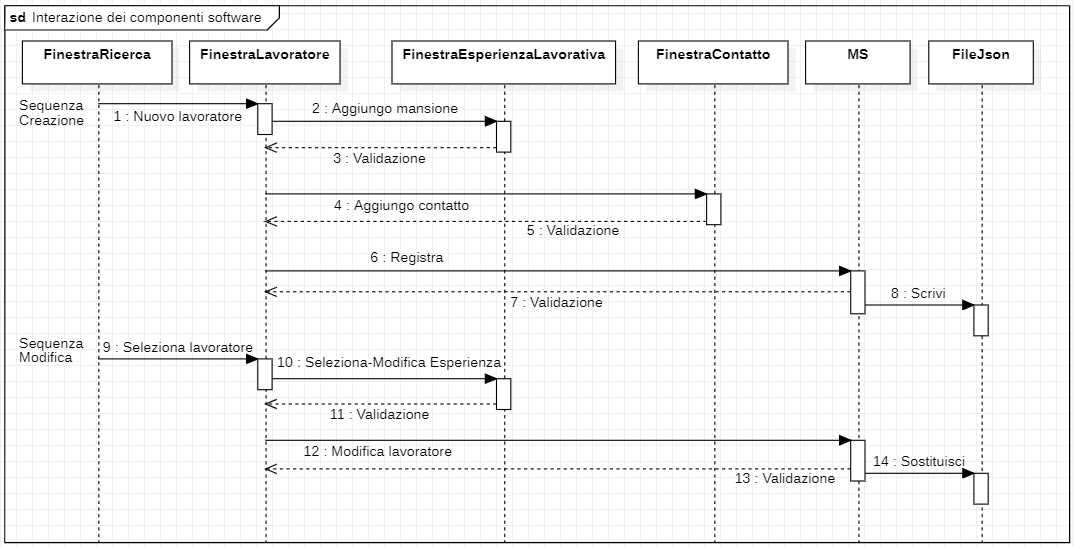 sd Interazione dei componenti software
FinestraRicerca
FinestraLavoratore
FinestraEsperienzaLavorativa
FinestraContatto
MS
FileJson
Sequenza
Creazione
1 : Nuovo lavoratore
2 : Aggiungo mansione
3 : Validazione
4 : Aggiungo contatto
5 : Validazione
6 : Registra
7 : Validazione
8 : Scrivi
Sequenza
Modifica
9 : Seleziona lavoratore
10 : Seleziona-Modifica Esperienza
11 : Validazione
12 : Modifica lavoratore
13 : Validazione
14 : Sostituisci